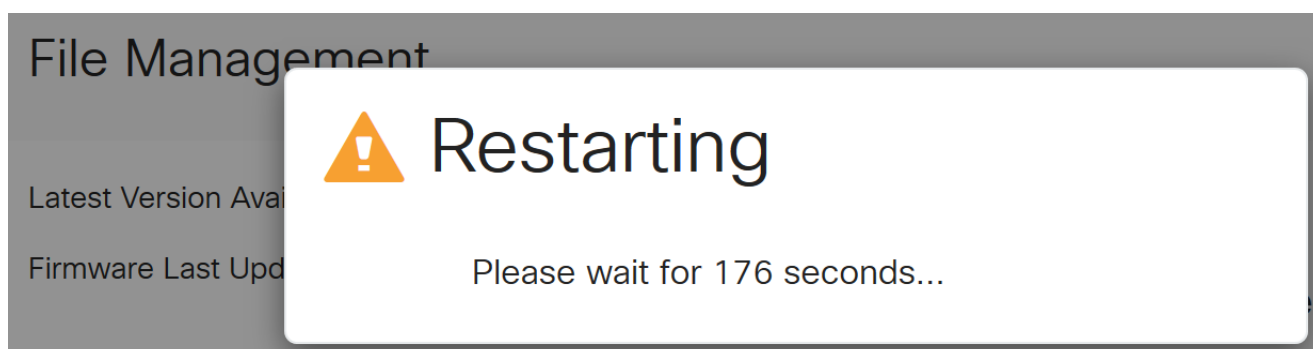 File Management
Restarting
Latest Version Avai
Firmware Last Upd
Please wait for 176 seconds...